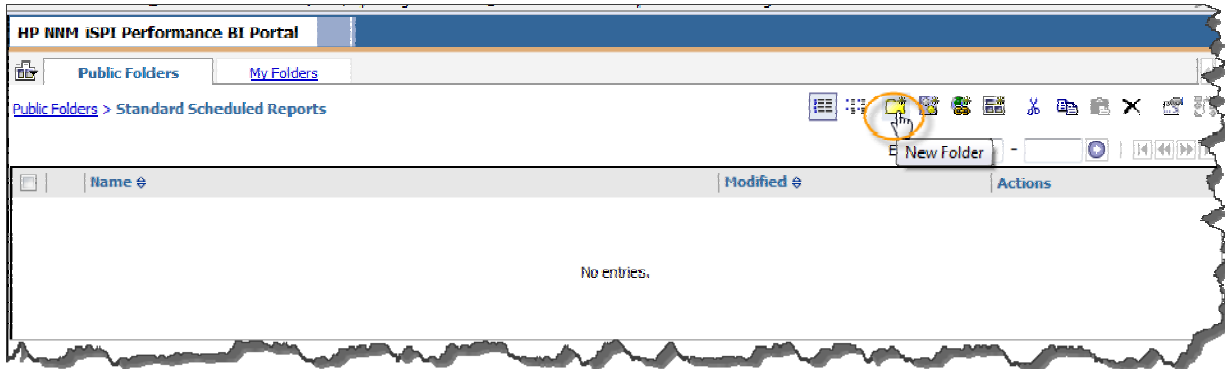 HP NNM iSPI Performance BI Portal
Public Folders My Folders
Public Folders > Standard Scheduled Reports
New Folder -
Name Modified Actions
No entries.